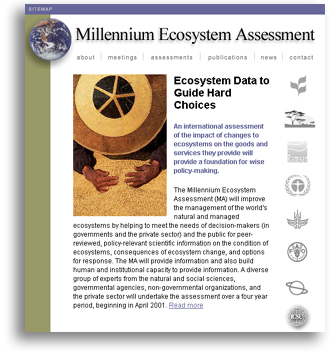 SITEMAP
Millennium Ecosystem Assessment
about | meetings | assessments | publications | news | contact
Ecosystem Data to
Guide Hard
Choices
An international assessment
of the impact of changes to
ecosystems on the goods and
services they provide will
provide a foundation for wise
policy-making.
The Millennium Ecosystem
Assessment (MA) will improve
the management of the world's
natural and managed
ecosystems by helping to meet the needs of decision-makers (in
governments and the private sector) and the public for peer-
reviewed, policy-relevant scientific information on the condition of
ecosystems, consequences of ecosystem change, and options
for response. The MA will provide information and also build
human and institutional capacity to provide information. A diverse
group of experts from the natural and social sciences,
governmental agencies, non-governmental organizations, and
the private sector will undertake the assessment over a four year
period, beginning in April 2001. Read more
ICSU